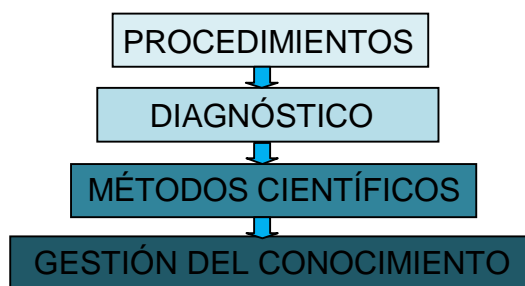 PROCEDIMIENTOS
DIAGNÓSTICO
MÉTODOS CIENTÍFICOS
GESTIÓN DEL CONOCIMIENTO